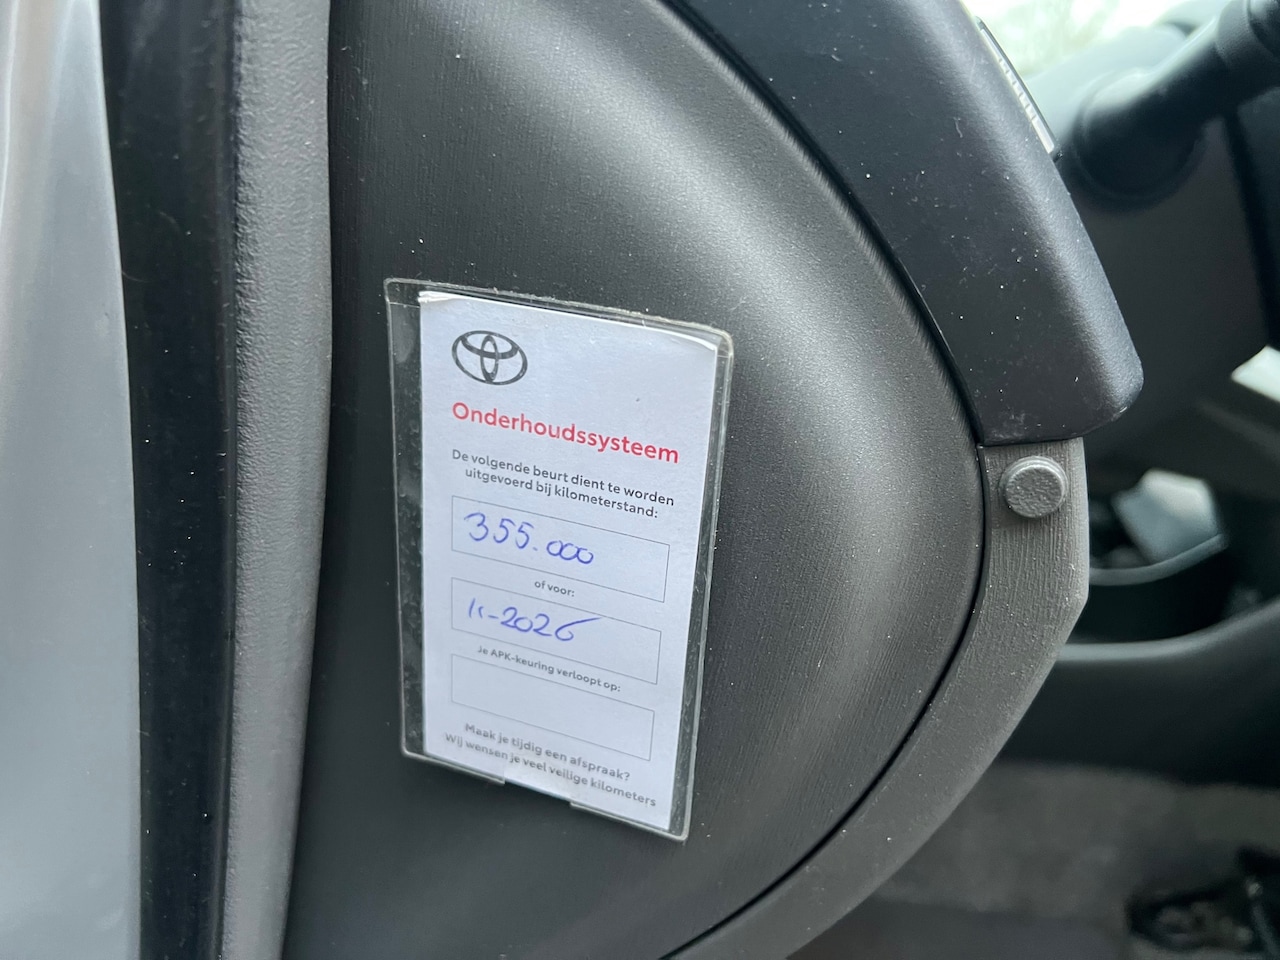 Onderhoudssysteem
De volgende beurt dient te worden
uitgevoerd bij kilometerstand:
355.000
of voor:
11-2026
Je APK-keuring verloopt op:
Maak je tijdig een afspraak?
Wij wensen je veel veilige kilometers